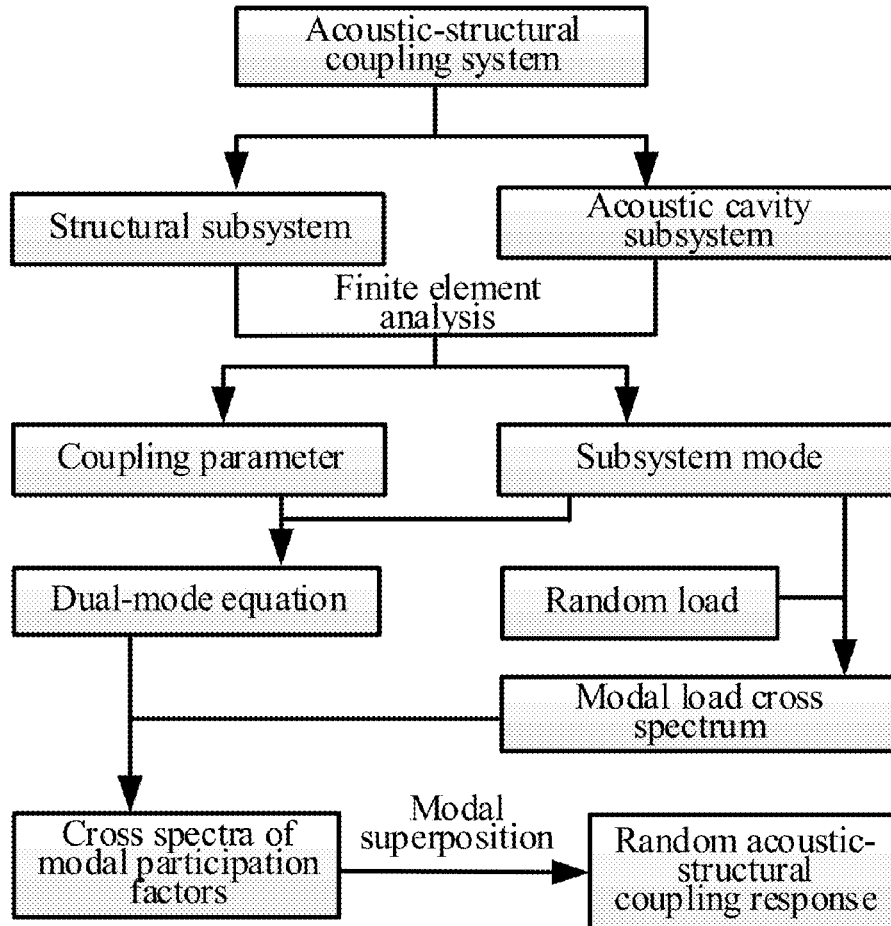 Acoustic-structural
coupling system
Structural subsystem
Acoustic cavity
subsystem
Finite element
analysis
Coupling parameter
Subsystem mode
Dual-mode equation
Random load
Modal load cross
spectrum
Cross spectra of
modal participation
factors
Modal
superposition
Random acoustic-
structural
coupling response